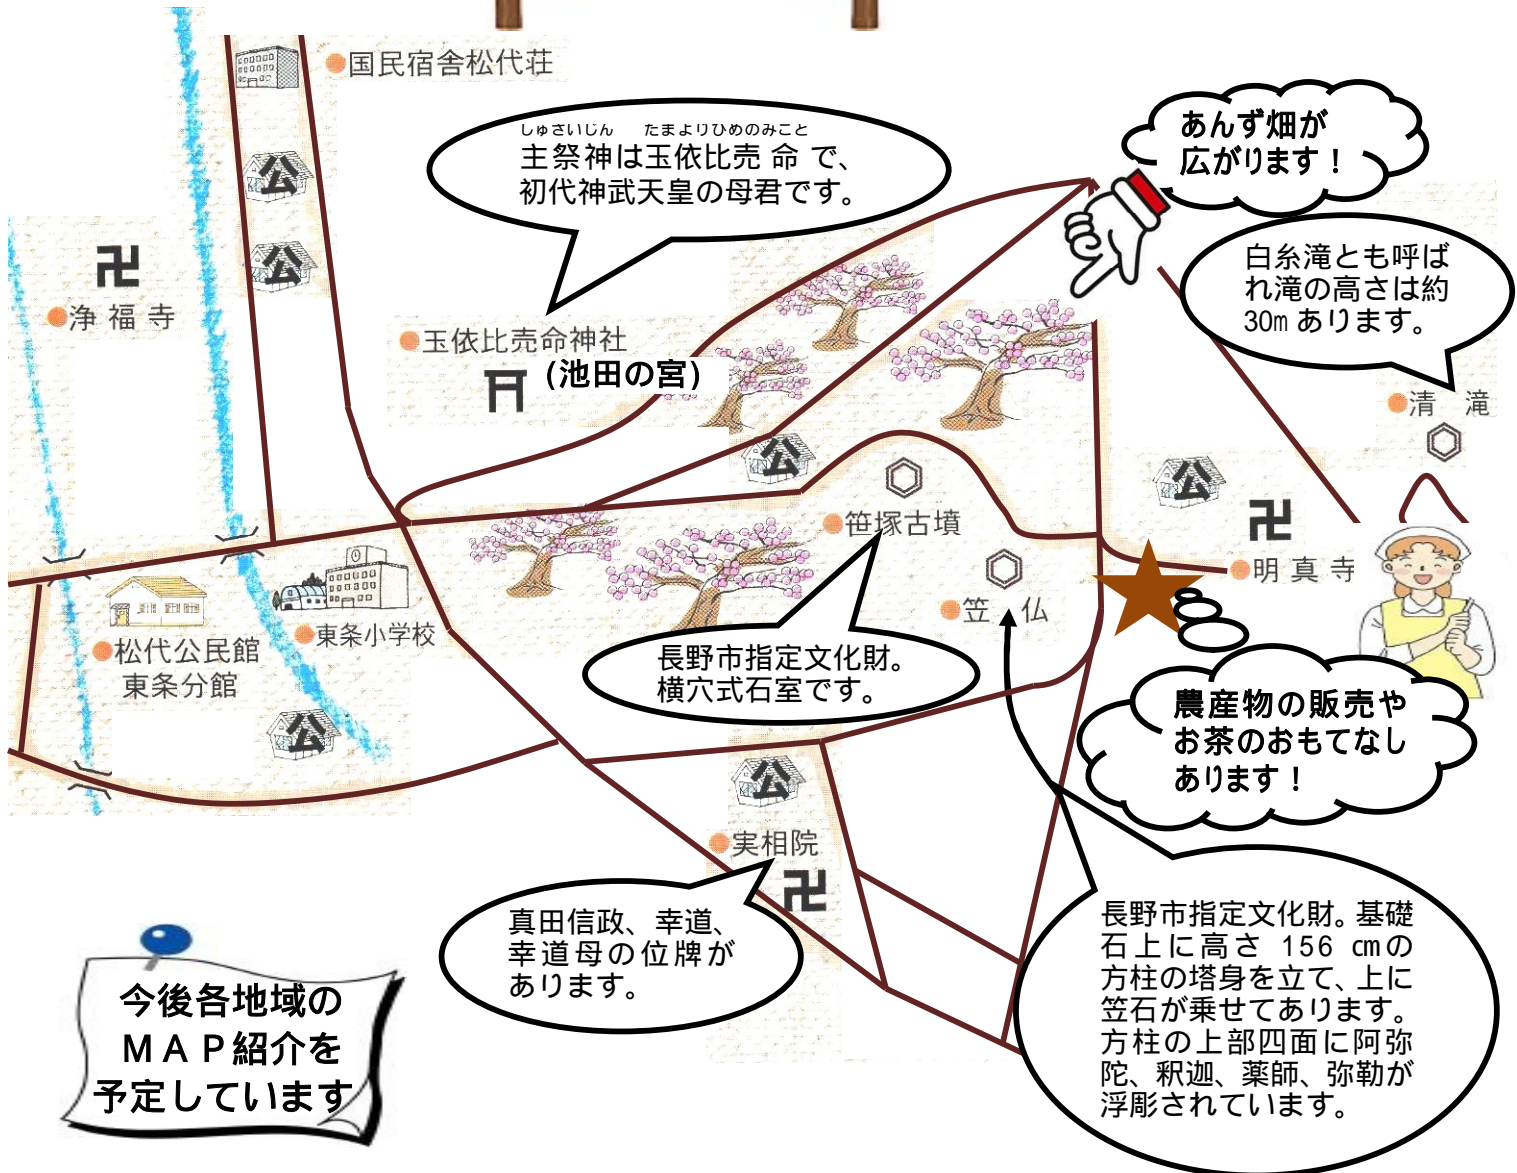 国民宿舎松代荘
公
公
しゅさいじん たまよりひめのみこと
主祭神は玉依比売 命 で、
初代神武天皇の母君です。
あんず畑が
広がります！
白糸滝とも呼ば
れ滝の高さは約
30m あります。
卍
浄福寺
玉依比売命神社
(池田の宮)
清 滝
公
笹塚古墳
公
卍
明真寺
笠 仏
松代公民館
東条分館
東条小学校
公
長野市指定文化財。
横穴式石室です。
農産物の販売や
お茶のおもてなし
あります！
公
実相院
卍
真田信政、幸道、
幸道母の位牌が
あります。
長野市指定文化財。基礎
石上に高さ 156 cmの
方柱の塔身を立て、上に
笠石が乗せてあります。
方柱の上部四面に阿弥
陀、釈迦、薬師、弥勒が
浮彫されています。
今後各地域の
ＭＡＰ紹介を
予定しています